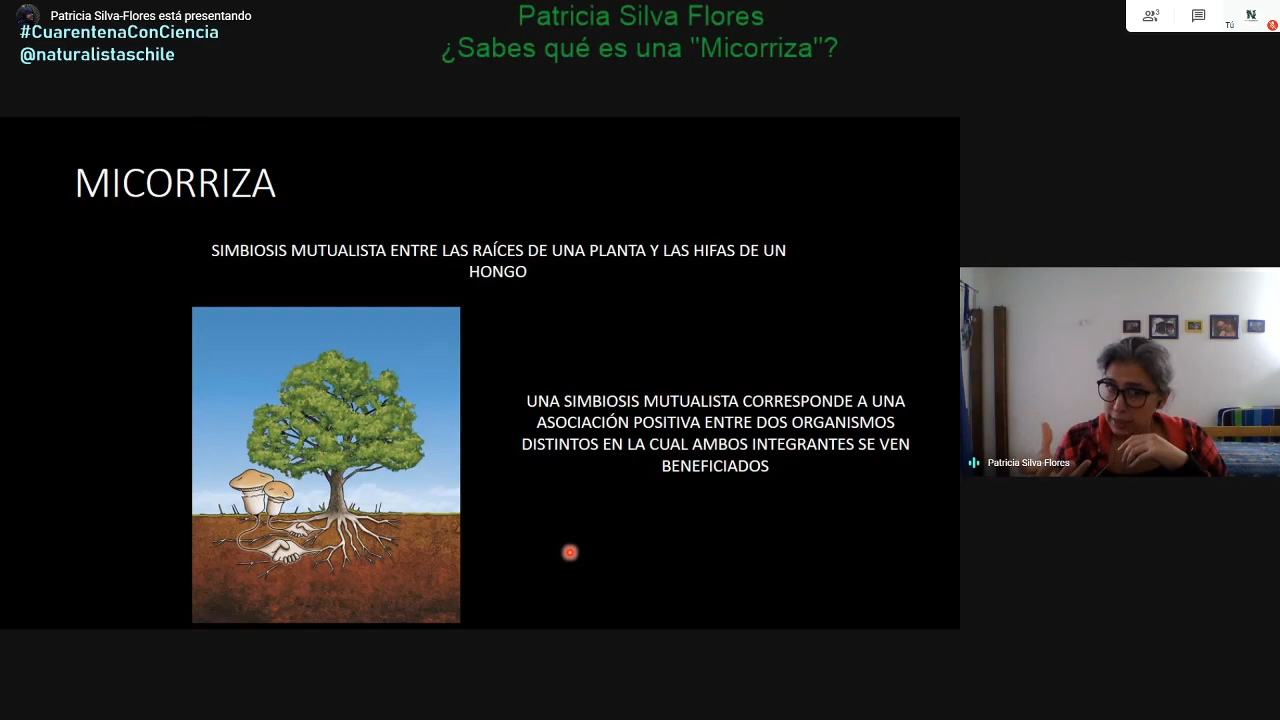 Patricia Silva-Flores está presentando
#CuarentenaConCiencia
@naturalistaschile
Patricia Silva Flores
¿Sabes qué es una "Micorriza"?
3
Tú
N
MICORRIZA
SIMBIOSIS MUTUALISTA ENTRE LAS RAÍCES DE UNA PLANTA Y LAS HIFAS DE UN
HONGO
UNA SIMBIOSIS MUTUALISTA CORRESPONDE A UNA
ASOCIACIÓN POSITIVA ENTRE DOS ORGANISMOS
DISTINTOS EN LA CUAL AMBOS INTEGRANTES SE VEN
BENEFICIADOS
Patricia Silva-Flores